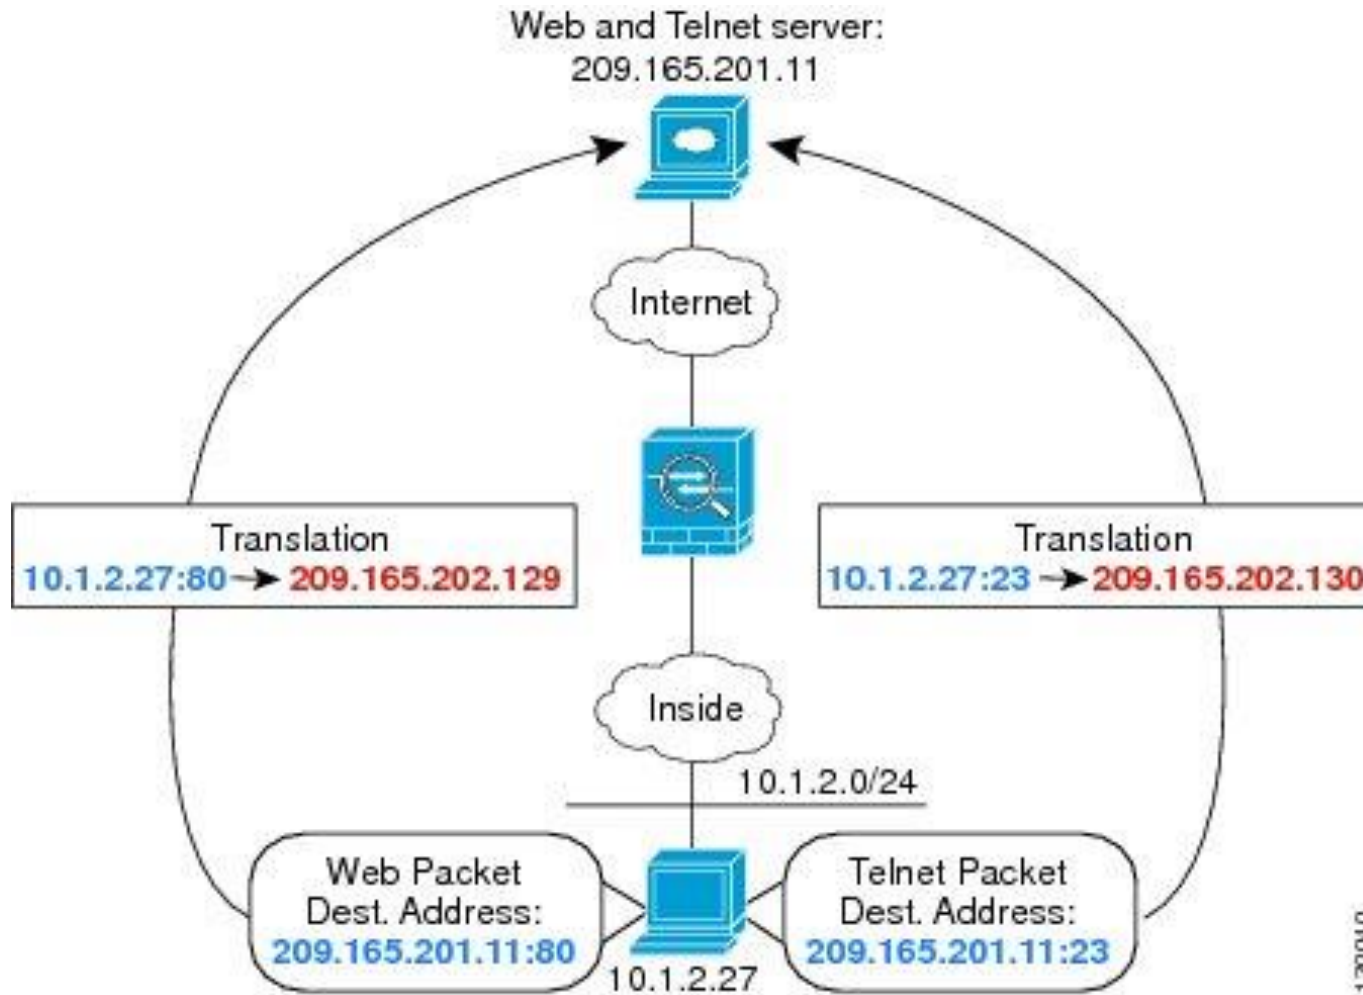 Web and Telnet server:
209.165.201.11
Internet
Translation
10.1.2.27:80 209.165.202.129
Translation
10.1.2.27:23 209.165.202.130
Inside
10.1.2.0/24
Web Packet
Dest. Address:
209.165.201.11:80
Telnet Packet
Dest. Address:
209.165.201.11:23
10.1.2.27